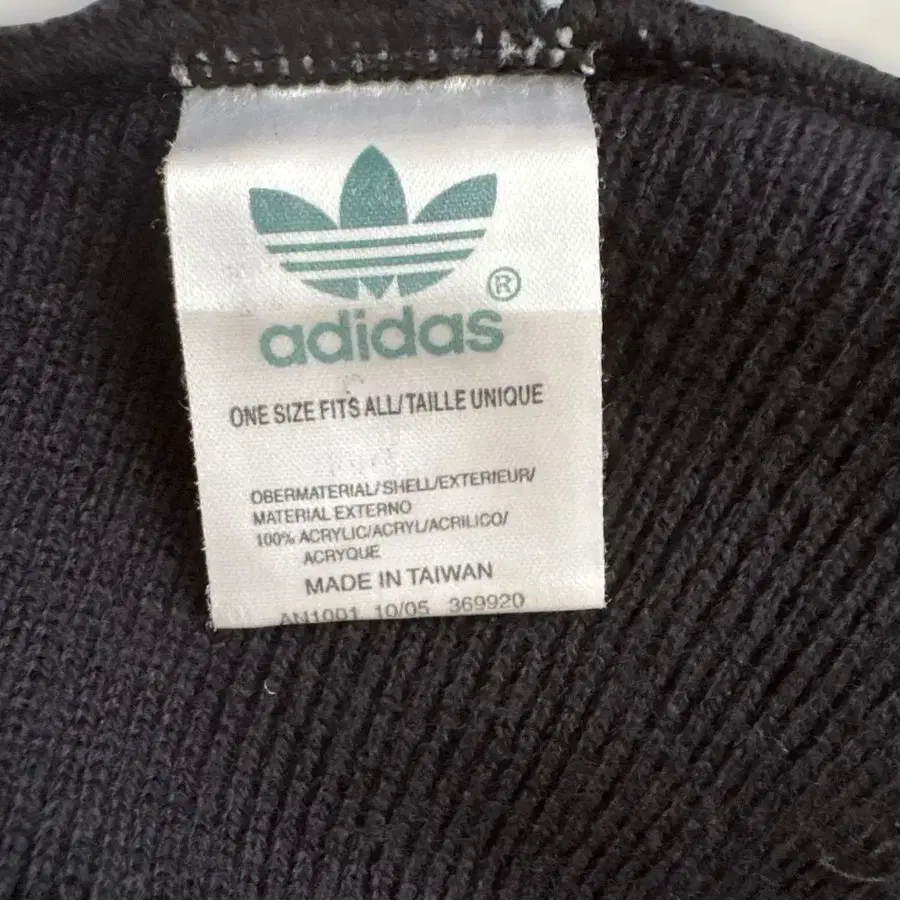 adidas ®
ONE SIZE FITS ALL/TAILLE UNIQUE
OBERMATERIAL/SHELL/EXTERIEUR/
MATERIAL EXTERNO
100% ACRYLIC/ACRYL/ACRILICO/
ACRYQUE
MADE IN TAIWAN
AN1001 10/05 369920